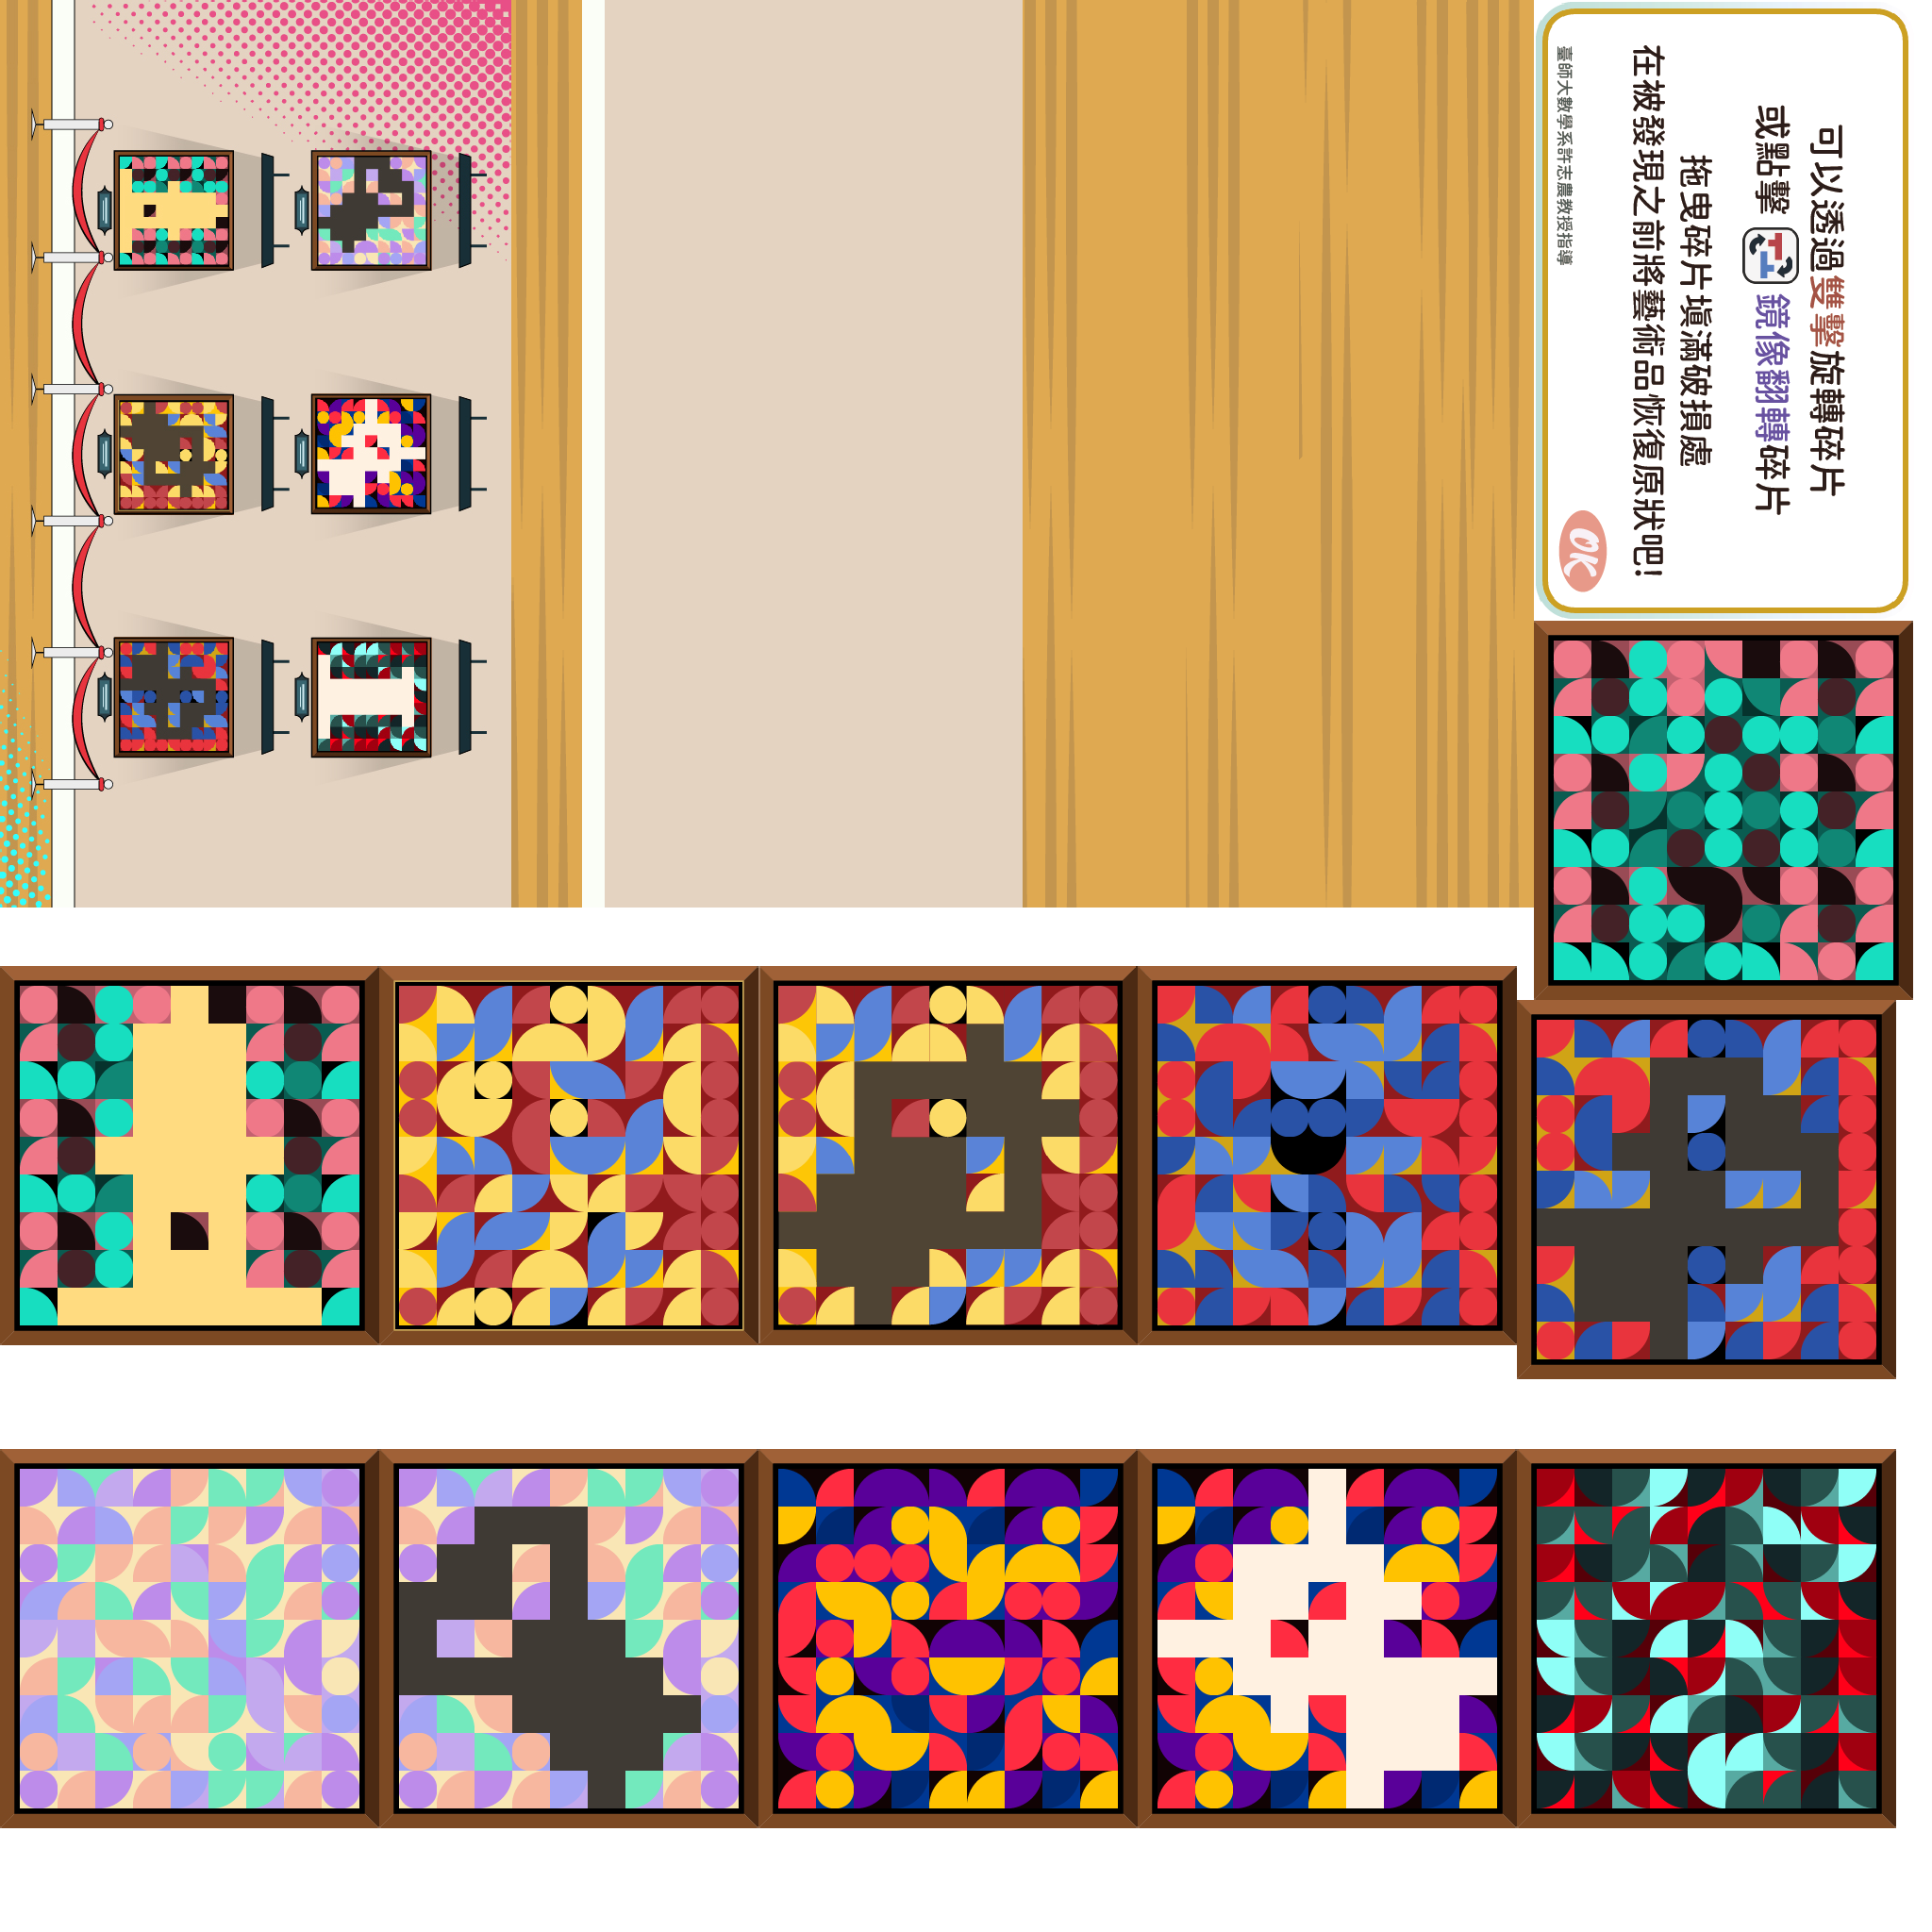 可以透過雙擊旋轉碎片
或點擊 鏡像翻轉碎片
拖曳碎片填滿破損處
在被發現之前將藝術品恢復原狀吧!
臺師大數學系許志農教授指導
OK